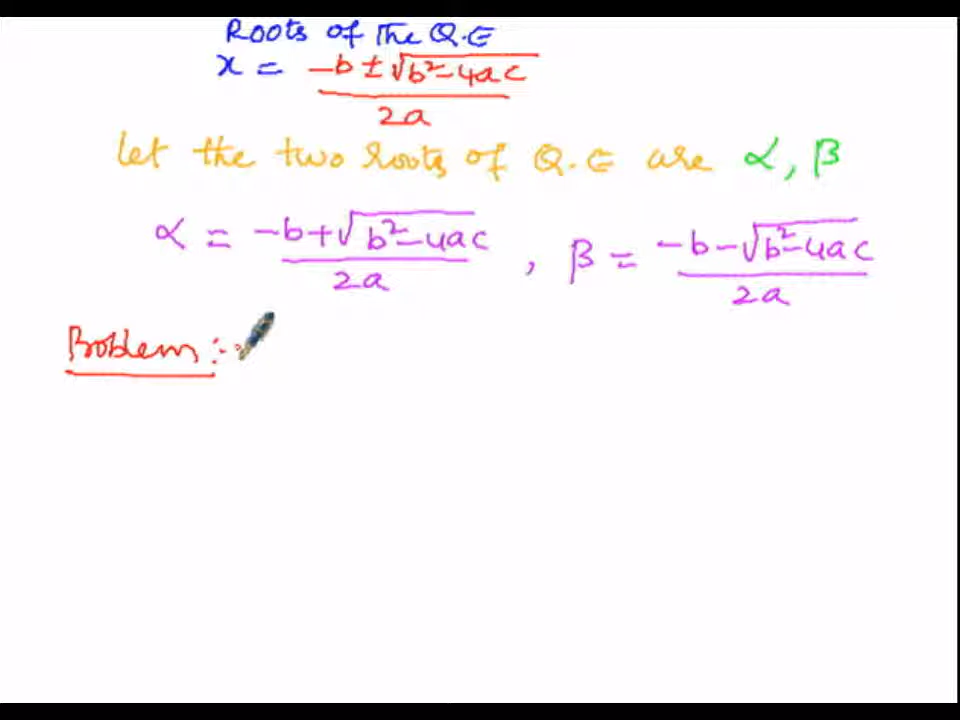 Roots of The Q.E
x = -b ± √b²-4ac / 2a
Let the two Roots of Q.E are α, β
α = -b+√b²-4ac / 2a , β = -b-√b²-4ac / 2a
Problem :-